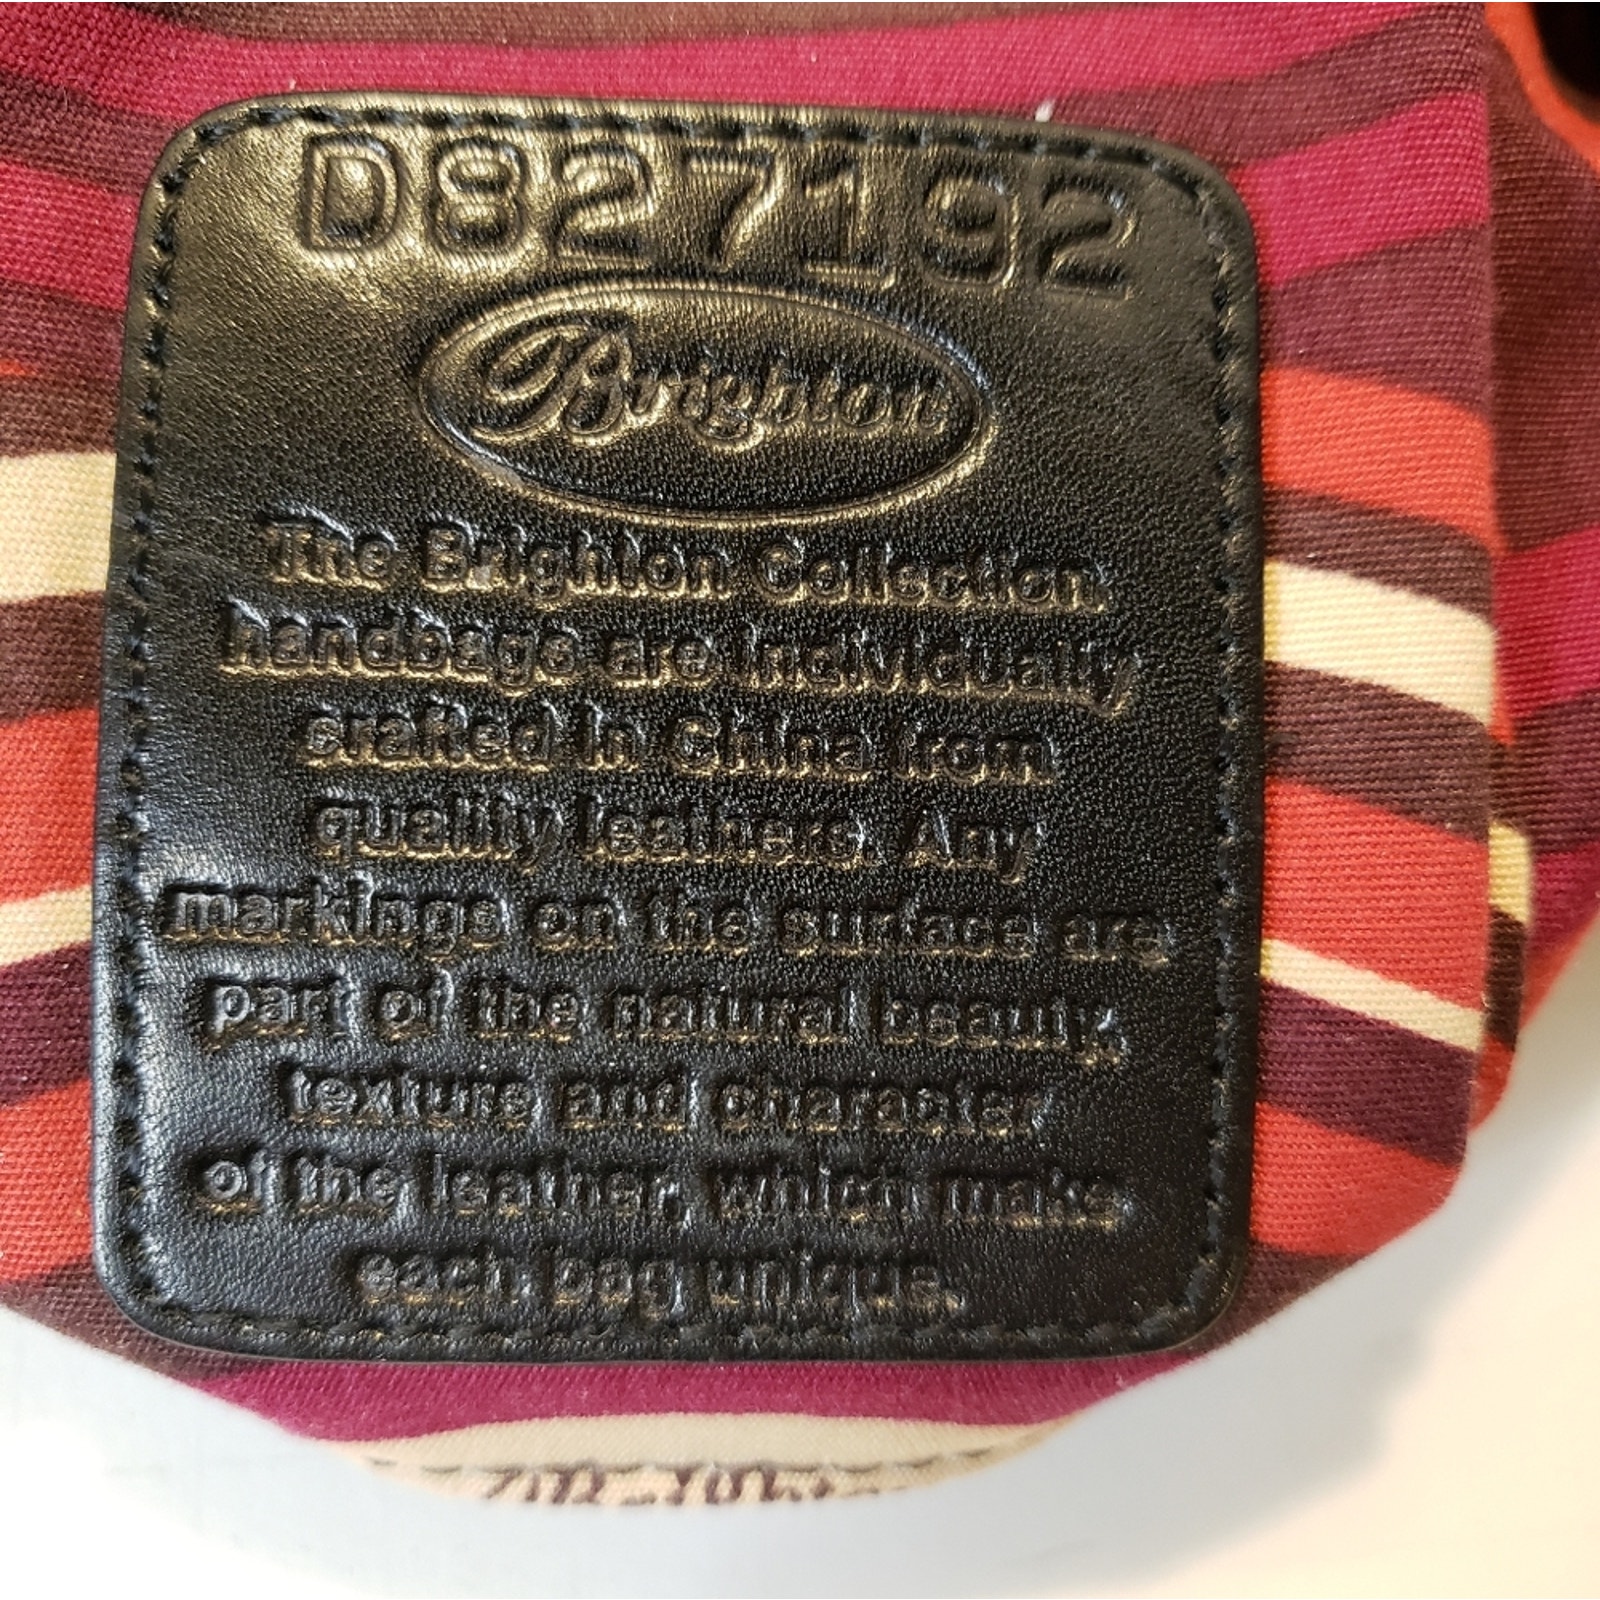 D827192
Brighton
The Brighton Collection
handbags are individually
crafted in China from
quality leathers. Any
markings on the surface are
part of the natural beauty,
texture and character
of the leather, which make
each bag unique.